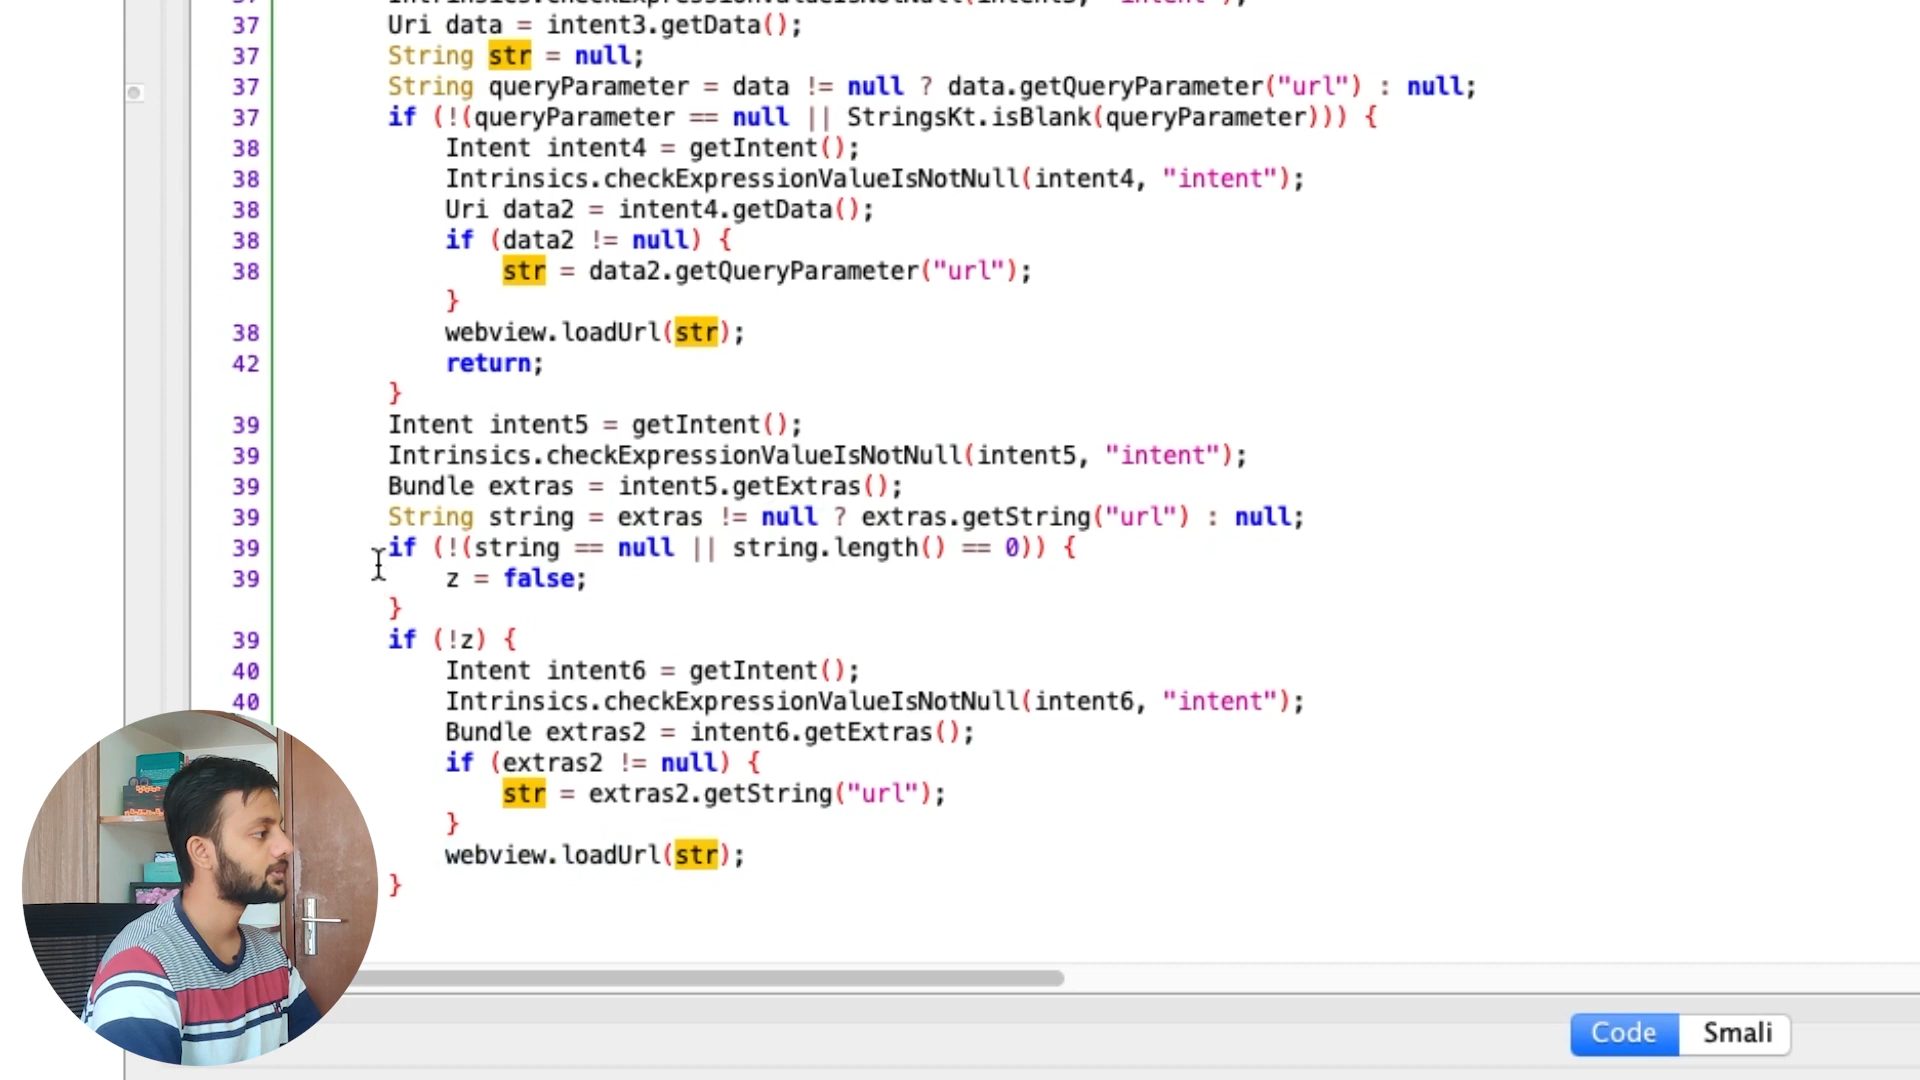 37 Uri data = intent3.getData();
37 String str = null;
37 String queryParameter = data != null ? data.getQueryParameter("url") : null;
37 if (!(queryParameter == null || StringsKt.isBlank(queryParameter))) {
38 Intent intent4 = getIntent();
38 Intrinsics.checkExpressionValueIsNotNull(intent4, "intent");
38 Uri data2 = intent4.getData();
38 if (data2 != null) {
38 str = data2.getQueryParameter("url");
}
38 webview.loadUrl(str);
42 return;
}
39 Intent intent5 = getIntent();
39 Intrinsics.checkExpressionValueIsNotNull(intent5, "intent");
39 Bundle extras = intent5.getExtras();
39 String string = extras != null ? extras.getString("url") : null;
39 if (!(string == null || string.length() == 0)) {
39 z = false;
}
39 if (!z) {
40 Intent intent6 = getIntent();
40 Intrinsics.checkExpressionValueIsNotNull(intent6, "intent");
Bundle extras2 = intent6.getExtras();
if (extras2 != null) {
str = extras2.getString("url");
}
webview.loadUrl(str);
}
Code Smali